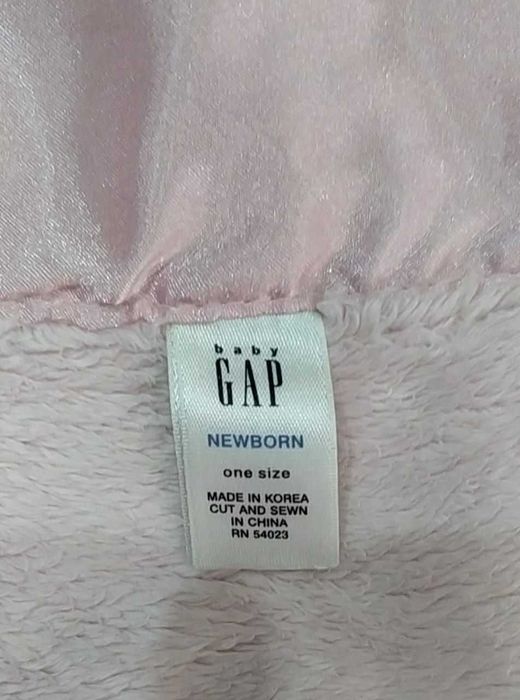 baby
GAP
NEWBORN
one size
MADE IN KOREA
CUT AND SEWN
IN CHINA
RN 54023